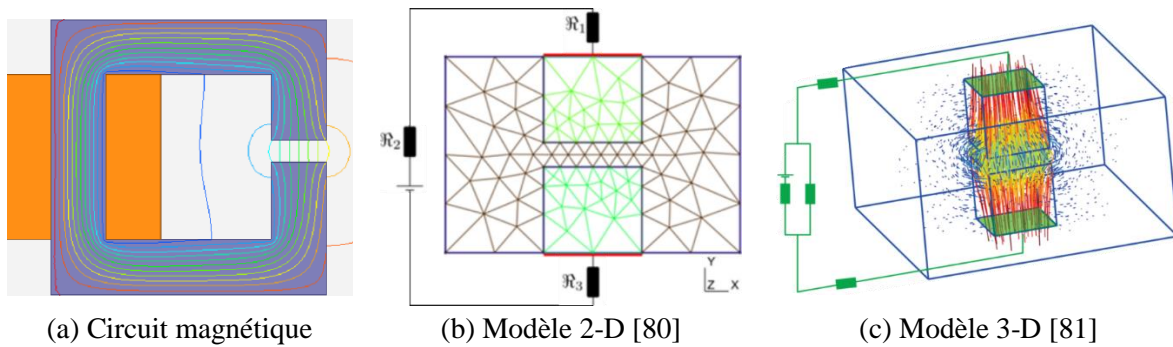 ℜ₁
ℜ₂
ℜ₃
Y
Z X
(a) Circuit magnétique
(b) Modèle 2-D [80]
(c) Modèle 3-D [81]